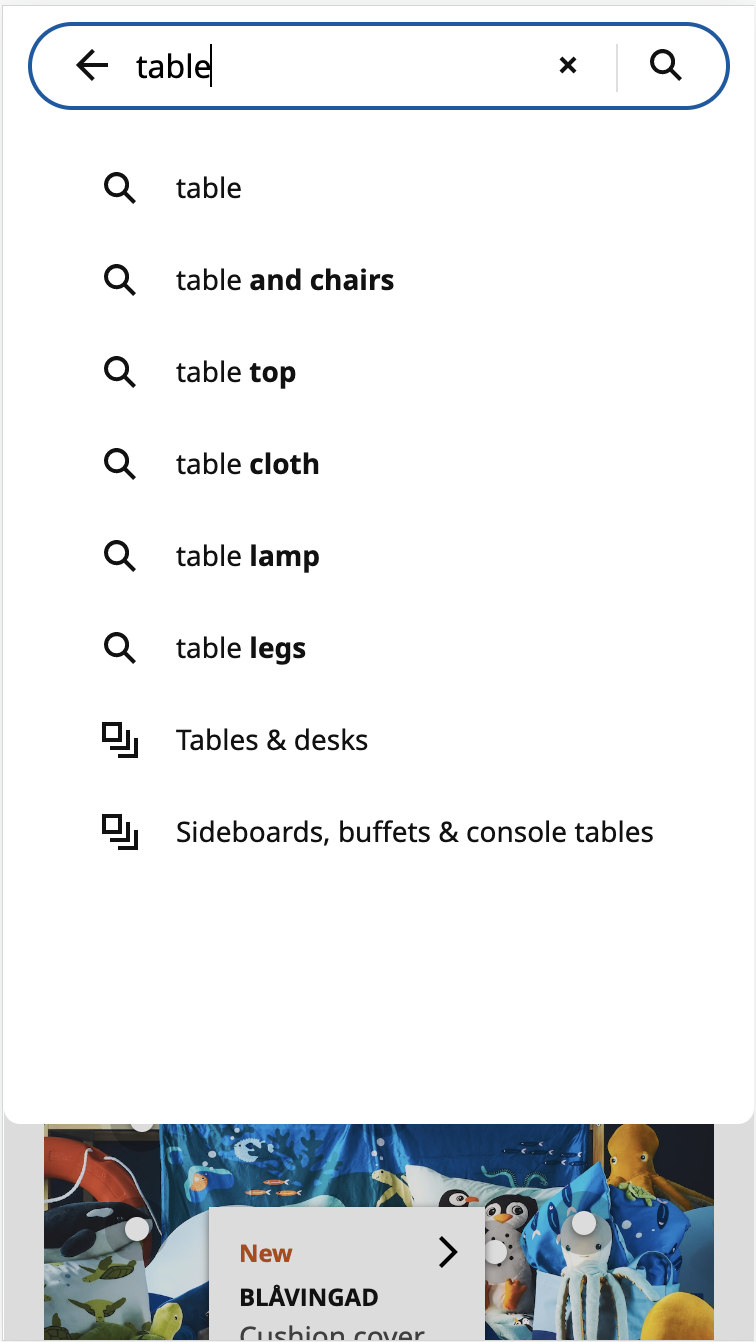 table
table
table and chairs
table top
table cloth
table lamp
table legs
Tables & desks
Sideboards, buffets & console tables
New
BLÅVINGAD
Cushion cover